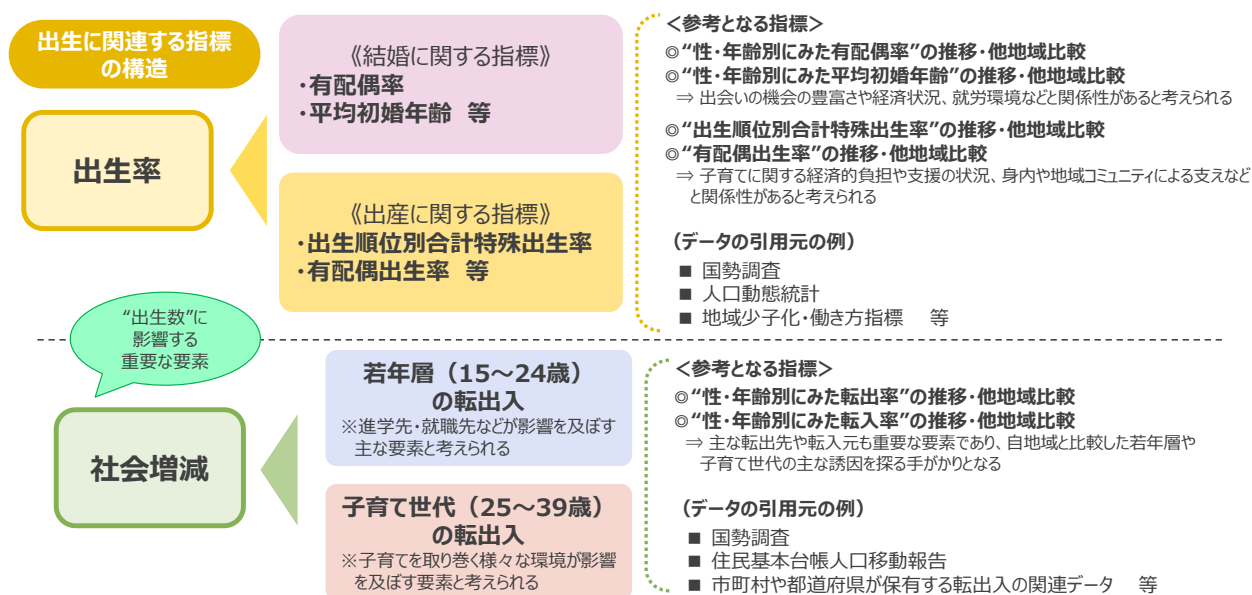 出生に関連する指標
の構造
出生率
《結婚に関する指標》
・有配偶率
・平均初婚年齢 等
《出産に関する指標》
・出生順位別合計特殊出生率
・有配偶出生率 等
＜参考となる指標＞
◎“性・年齢別にみた有配偶率”の推移・他地域比較
◎“性・年齢別にみた平均初婚年齢”の推移・他地域比較
⇒ 出会いの機会の豊富さや経済状況、就労環境などと関係性があると考えられる
◎“出生順位別合計特殊出生率”の推移・他地域比較
◎“有配偶出生率”の推移・他地域比較
⇒ 子育てに関する経済的負担や支援の状況、身内や地域コミュニティによる支えなど
と関係性があると考えられる
（データの引用元の例）
■ 国勢調査
■ 人口動態統計
■ 地域少子化・働き方指標 等
“出生数”に
影響する
重要な要素
社会増減
若年層（15～24歳）
の転出入
※進学先・就職先などが影響を及ぼす
主な要素と考えられる
子育て世代（25～39歳）
の転出入
※子育てを取り巻く様々な環境が影響
を及ぼす要素と考えられる
＜参考となる指標＞
◎“性・年齢別にみた転出率”の推移・他地域比較
◎“性・年齢別にみた転入率”の推移・他地域比較
⇒ 主な転出先や転入元も重要な要素であり、自地域と比較した若年層や
子育て世代の主な誘因を探る手がかりとなる
（データの引用元の例）
■ 国勢調査
■ 住民基本台帳人口移動報告
■ 市町村や都道府県が保有する転出入の関連データ 等